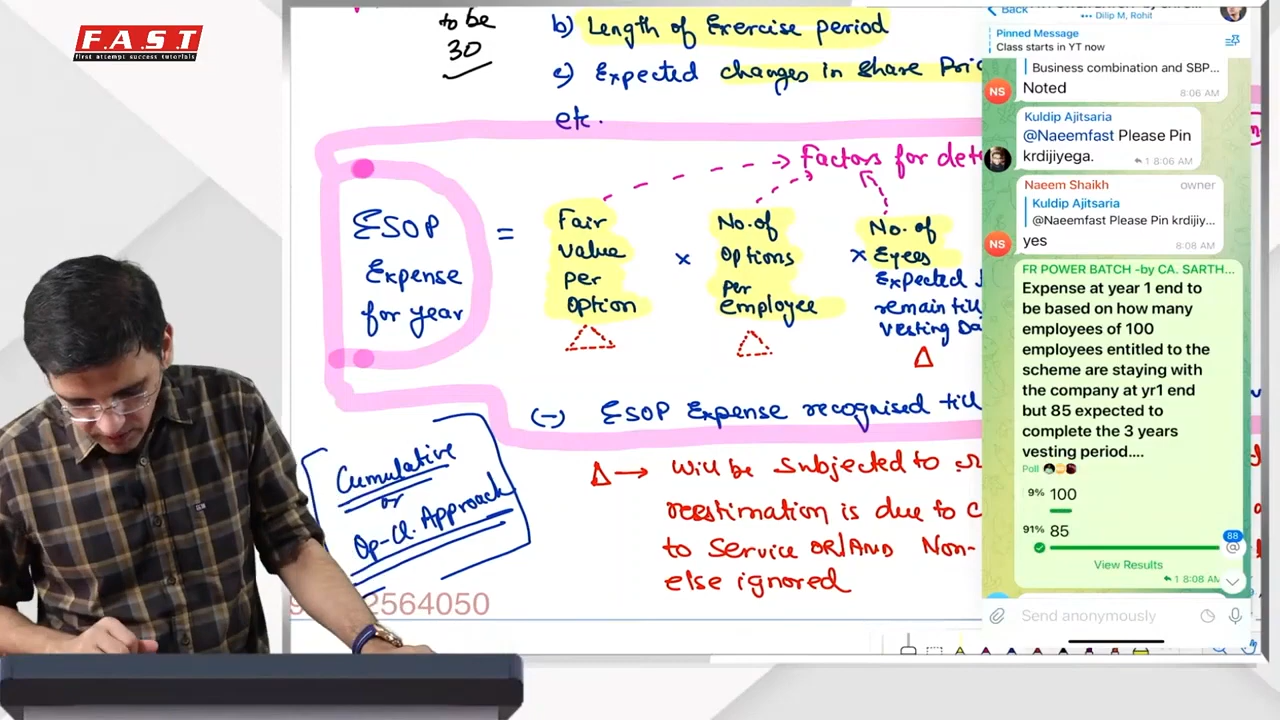 F.A.S.T
first attempt success tutorials
to be
30
b) Length of Exercise period
c) Expected changes in share
etc.
Factors for
ESOP
Expense
for year
=
Fair
value
per
option
×
No. of
options
per
employee
×
No. of
Eyees
Expected
remain till
vesting
(-) ESOP Expense recognised till
Cumulative
or
Op-Cl. Approach
Δ → will be subjected to
reestimation is due to
to service OR/AND Non-
else ignored
2564050
Back
Dilip M, Rohit
Pinned Message
Class starts in YT now
Business combination and SBP...
NS
Noted
8:06 AM
Kuldip Ajitsaria
@Naeemfast Please Pin
krdijiyega.
1 8:06 AM
Naeem Shaikh
owner
Kuldip Ajitsaria
@Naeemfast Please Pin krdijiy...
NS
yes
8:08 AM
FR POWER BATCH -by CA. SARTH...
Expense at year 1 end to
be based on how many
employees of 100
employees entitled to the
scheme are staying with
the company at yr1 end
but 85 expected to
complete the 3 years
vesting period....
Poll
9% 100
91% 85
88
@
View Results
1 8:08 AM
Send anonymously